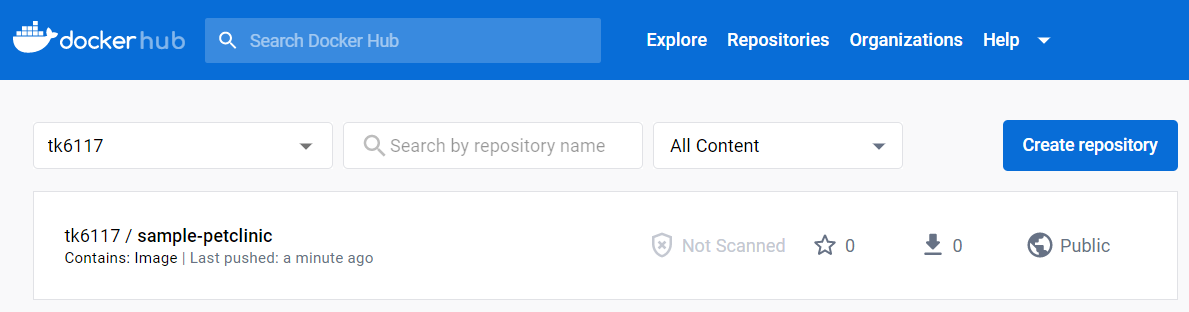 docker hub Search Docker Hub Explore Repositories Organizations Help
tk6117 Search by repository name All Content Create repository
tk6117 / sample-petclinic
Contains: Image | Last pushed: a minute ago
Not Scanned 0 0 Public